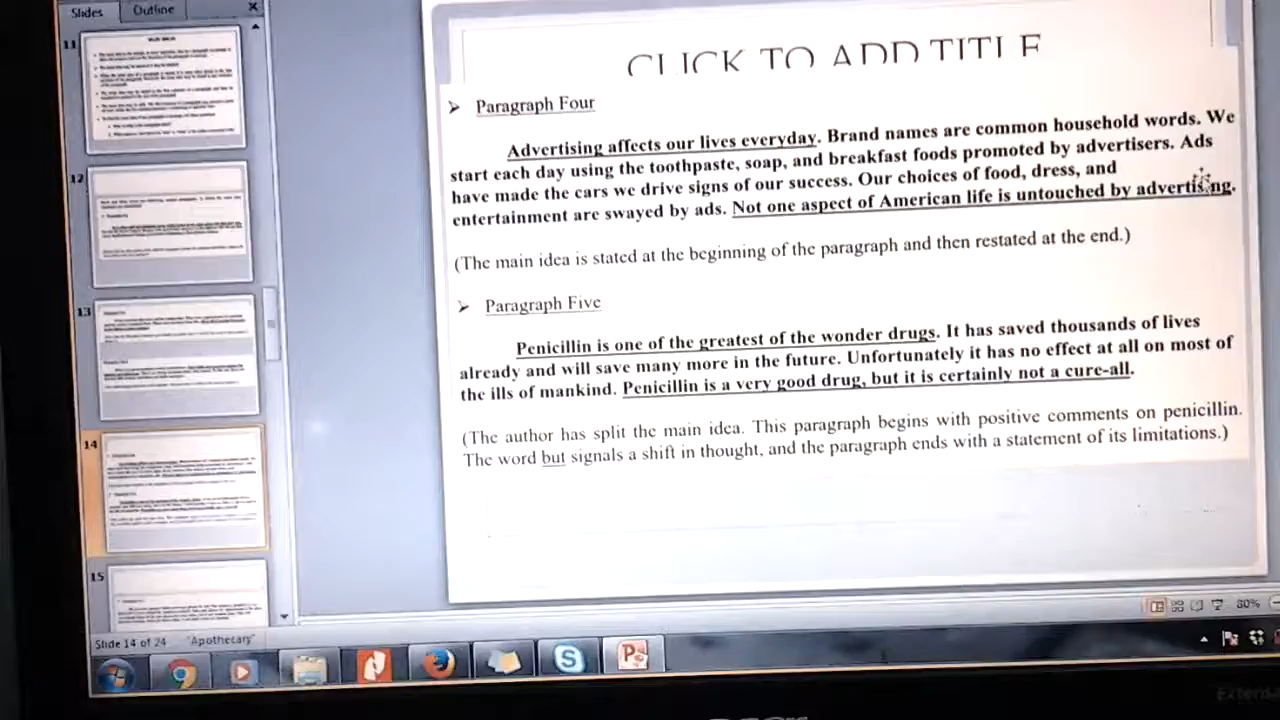 Slides Outline
11
12
13
14
15
CLICK TO ADD TITLE
Paragraph Four
Advertising affects our lives everyday. Brand names are common household words. We
start each day using the toothpaste, soap, and breakfast foods promoted by advertisers. Ads
have made the cars we drive signs of our success. Our choices of food, dress, and
entertainment are swayed by ads. Not one aspect of American life is untouched by advertising.
(The main idea is stated at the beginning of the paragraph and then restated at the end.)
Paragraph Five
Penicillin is one of the greatest of the wonder drugs. It has saved thousands of lives
already and will save many more in the future. Unfortunately it has no effect at all on most of
the ills of mankind. Penicillin is a very good drug, but it is certainly not a cure-all.
(The author has split the main idea. This paragraph begins with positive comments on penicillin.
The word but signals a shift in thought, and the paragraph ends with a statement of its limitations.)
Slide 14 of 24 "Apothecary"
80%